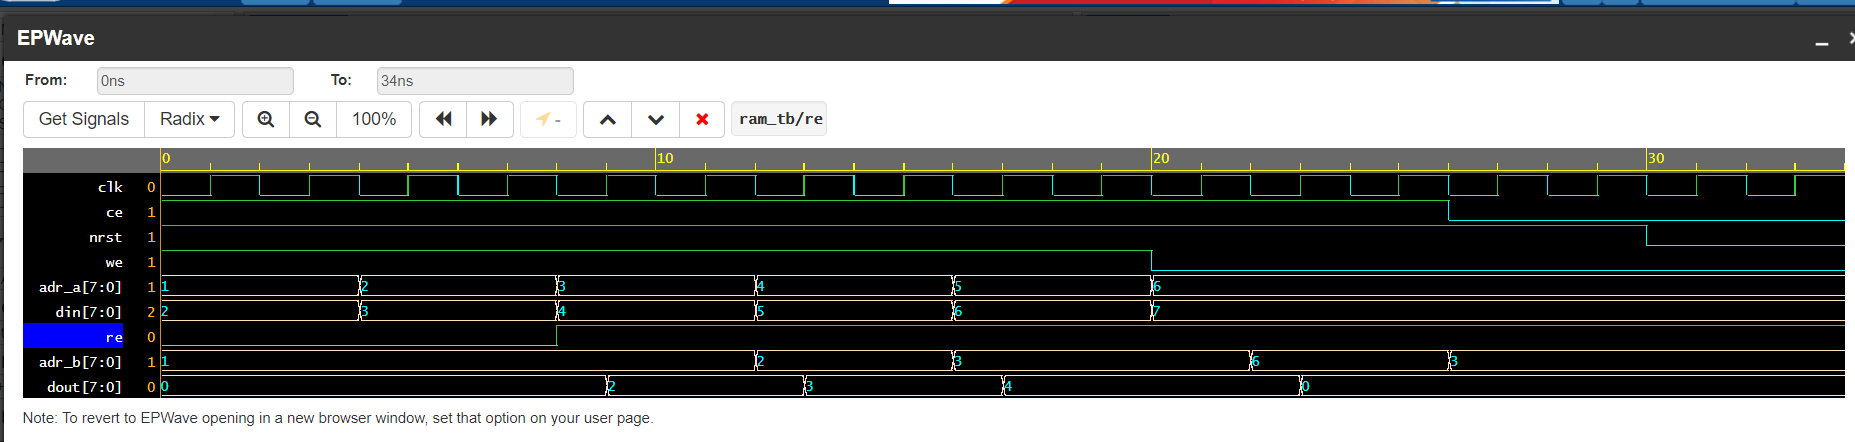 EPWave
From: 0ns To: 34ns
Get Signals Radix 100% - ram_tb/re
0 10 20 30
clk 0
ce 1
nrst 1
we 1
adr_a[7:0] 1 1 2 3 4 5 6
din[7:0] 2 2 3 4 5 6 7
re 0
adr_b[7:0] 1 1 2 3 6 3
dout[7:0] 0 0 2 3 4 0
Note: To revert to EPWave opening in a new browser window, set that option on your user page.